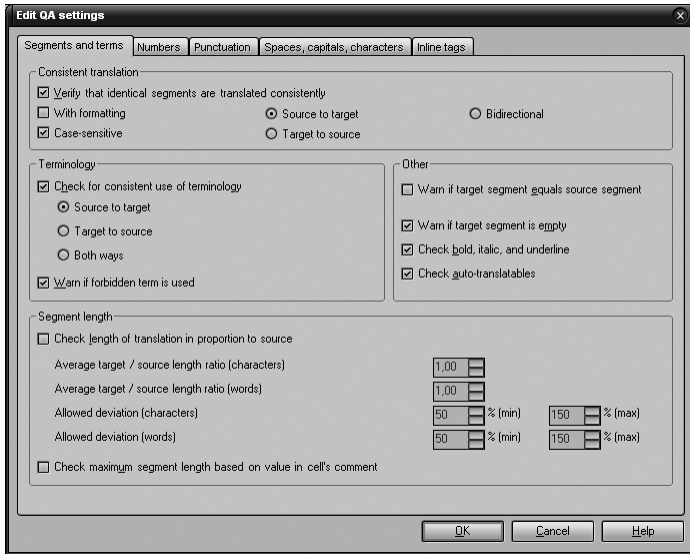 Edit QA settings
Segments and terms Numbers Punctuation Spaces, capitals, characters Inline tags
Consistent translation
Verify that identical segments are translated consistently
With formatting Source to target Bidirectional
Case-sensitive Target to source
Terminology
Check for consistent use of terminology
Source to target
Target to source
Both ways
Warn if forbidden term is used
Other
Warn if target segment equals source segment
Warn if target segment is empty
Check bold, italic, and underline
Check auto-translatables
Segment length
Check length of translation in proportion to source
Average target / source length ratio (characters) 1,00
Average target / source length ratio (words) 1,00
Allowed deviation (characters) 50 % (min) 150 % (max)
Allowed deviation (words) 50 % (min) 150 % (max)
Check maximum segment length based on value in cell's comment
OK Cancel Help